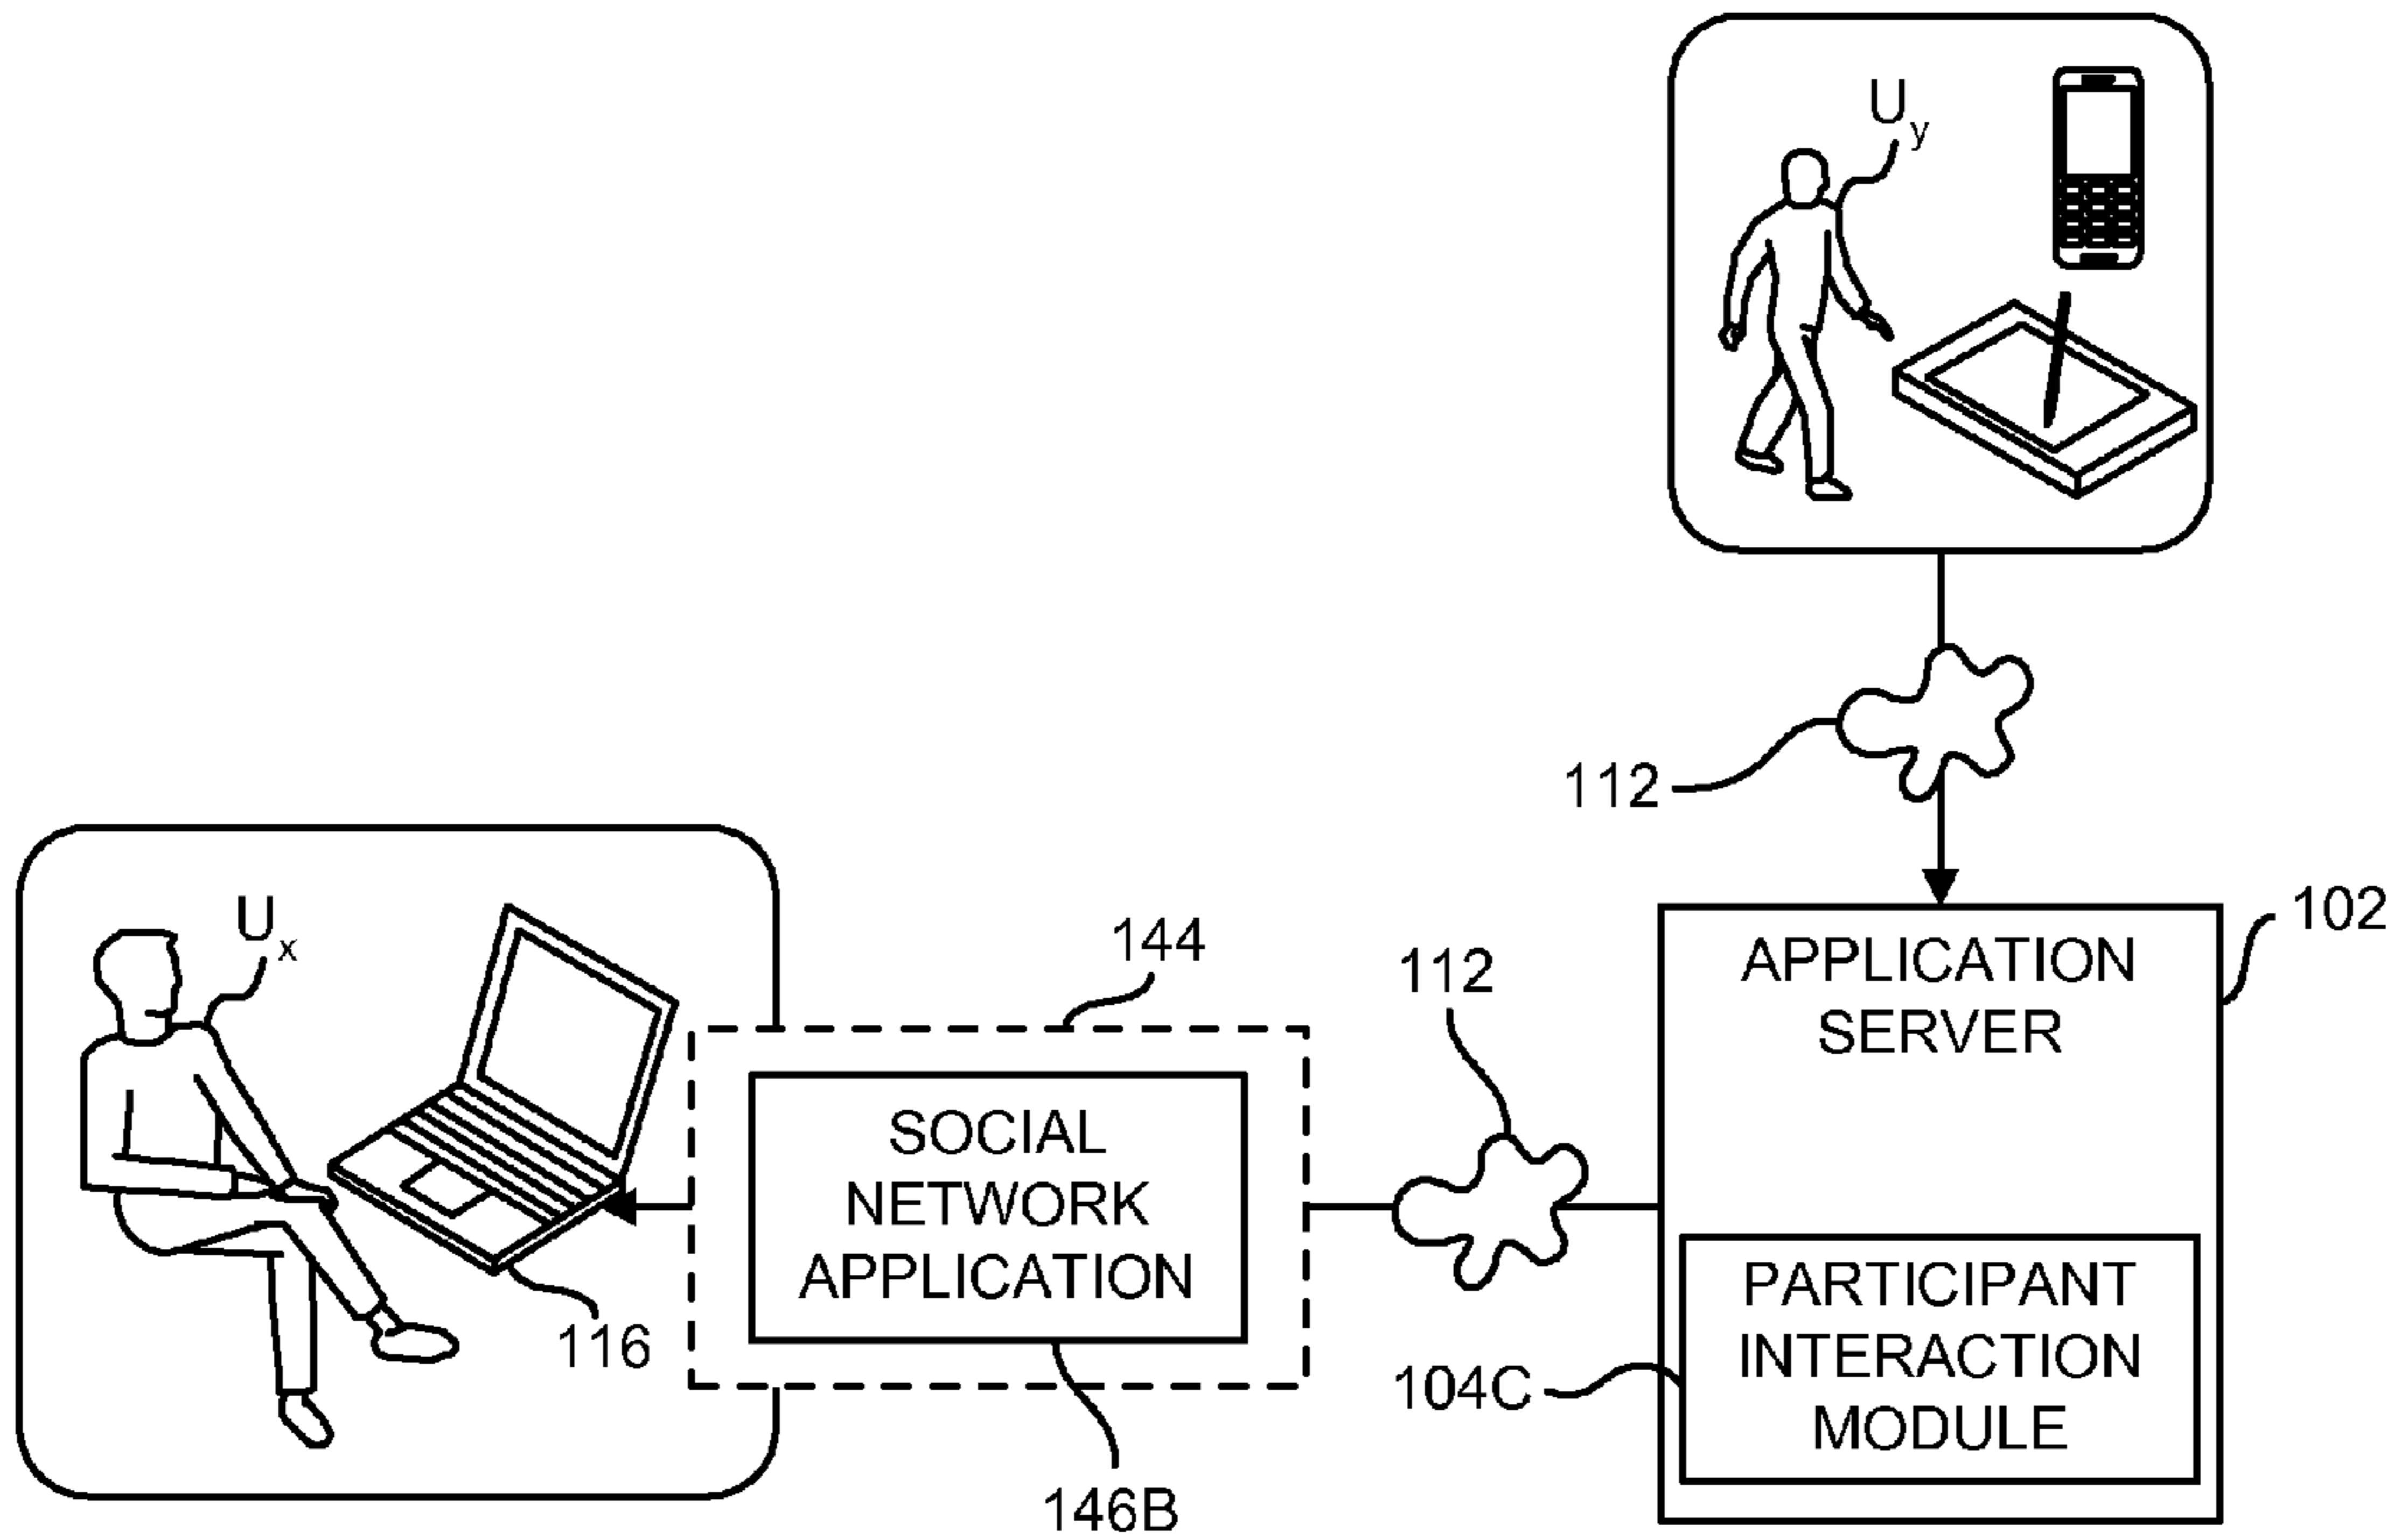 Uy
112
102
APPLICATION
SERVER
Ux
144
112
SOCIAL
NETWORK
APPLICATION
116
PARTICIPANT
INTERACTION
MODULE
104C
146B